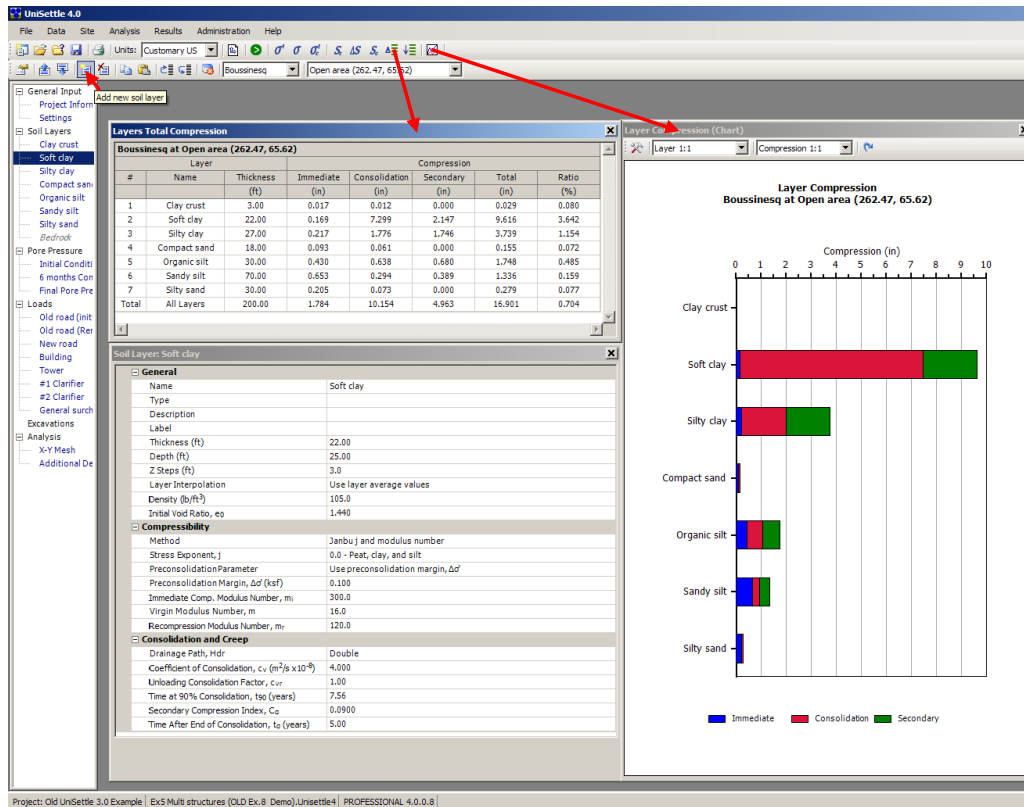 UniSettle 4.0
File Data Site Analysis Results Administration Help
Units: Customary US σ' σ σc' Si ΔS Sc
Boussinesq Open area (262.47, 65.62)
Add new soil layer
General Input
Project Inform
Settings
Soil Layers
Clay crust
Soft clay
Silty clay
Compact san
Organic silt
Sandy silt
Silty sand
Bedrock
Pore Pressure
Initial Conditi
6 months Con
Final Pore Pre
Loads
Old road (init
Old road (Rer
New road
Building
Tower
#1 Clarifier
#2 Clarifier
General surch
Excavations
Analysis
X-Y Mesh
Additional De
Layers Total Compression
Boussinesq at Open area (262.47, 65.62)
Layer Compression
# Name Thickness Immediate Consolidation Secondary Total Ratio
(ft) (in) (in) (in) (in) (%)
1 Clay crust 3.00 0.017 0.012 0.000 0.029 0.080
2 Soft clay 22.00 0.169 7.299 2.147 9.616 3.642
3 Silty clay 27.00 0.217 1.776 1.746 3.739 1.154
4 Compact sand 18.00 0.093 0.061 0.000 0.155 0.072
5 Organic silt 30.00 0.430 0.638 0.680 1.748 0.485
6 Sandy silt 70.00 0.653 0.294 0.389 1.336 0.159
7 Silty sand 30.00 0.205 0.073 0.000 0.279 0.077
Total All Layers 200.00 1.784 10.154 4.963 16.901 0.704
Soil Layer: Soft clay
General
Name Soft clay
Type
Description
Label
Thickness (ft) 22.00
Depth (ft) 25.00
Z Steps (ft) 3.0
Layer Interpolation Use layer average values
Density (lb/ft³) 105.0
Initial Void Ratio, e0 1.440
Compressibility
Method Janbu j and modulus number
Stress Exponent, j 0.0 - Peat, clay, and silt
Preconsolidation Parameter Use preconsolidation margin, Δσ'
Preconsolidation Margin, Δσ' (ksf) 0.100
Immediate Comp. Modulus Number, mi 300.0
Virgin Modulus Number, m 16.0
Recompression Modulus Number, mr 120.0
Consolidation and Creep
Drainage Path, Hdr Double
Coefficient of Consolidation, cv (m²/s x10⁻⁸) 4.000
Unloading Consolidation Factor, cvr 1.00
Time at 90% Consolidation, t90 (years) 7.56
Secondary Compression Index, Cα 0.0900
Time After End of Consolidation, tα (years) 5.00
Layer Compression (Chart)
Layer 1:1 Compression 1:1
Layer Compression
Boussinesq at Open area (262.47, 65.62)
Compression (in)
0 1 2 3 4 5 6 7 8 9 10
Clay crust
Soft clay
Silty clay
Compact sand
Organic silt
Sandy silt
Silty sand
Immediate Consolidation Secondary
Project: Old UniSettle 3.0 Example Ex5 Multi structures (OLD Ex.8 Demo).Unisettle4 PROFESSIONAL 4.0.0.8